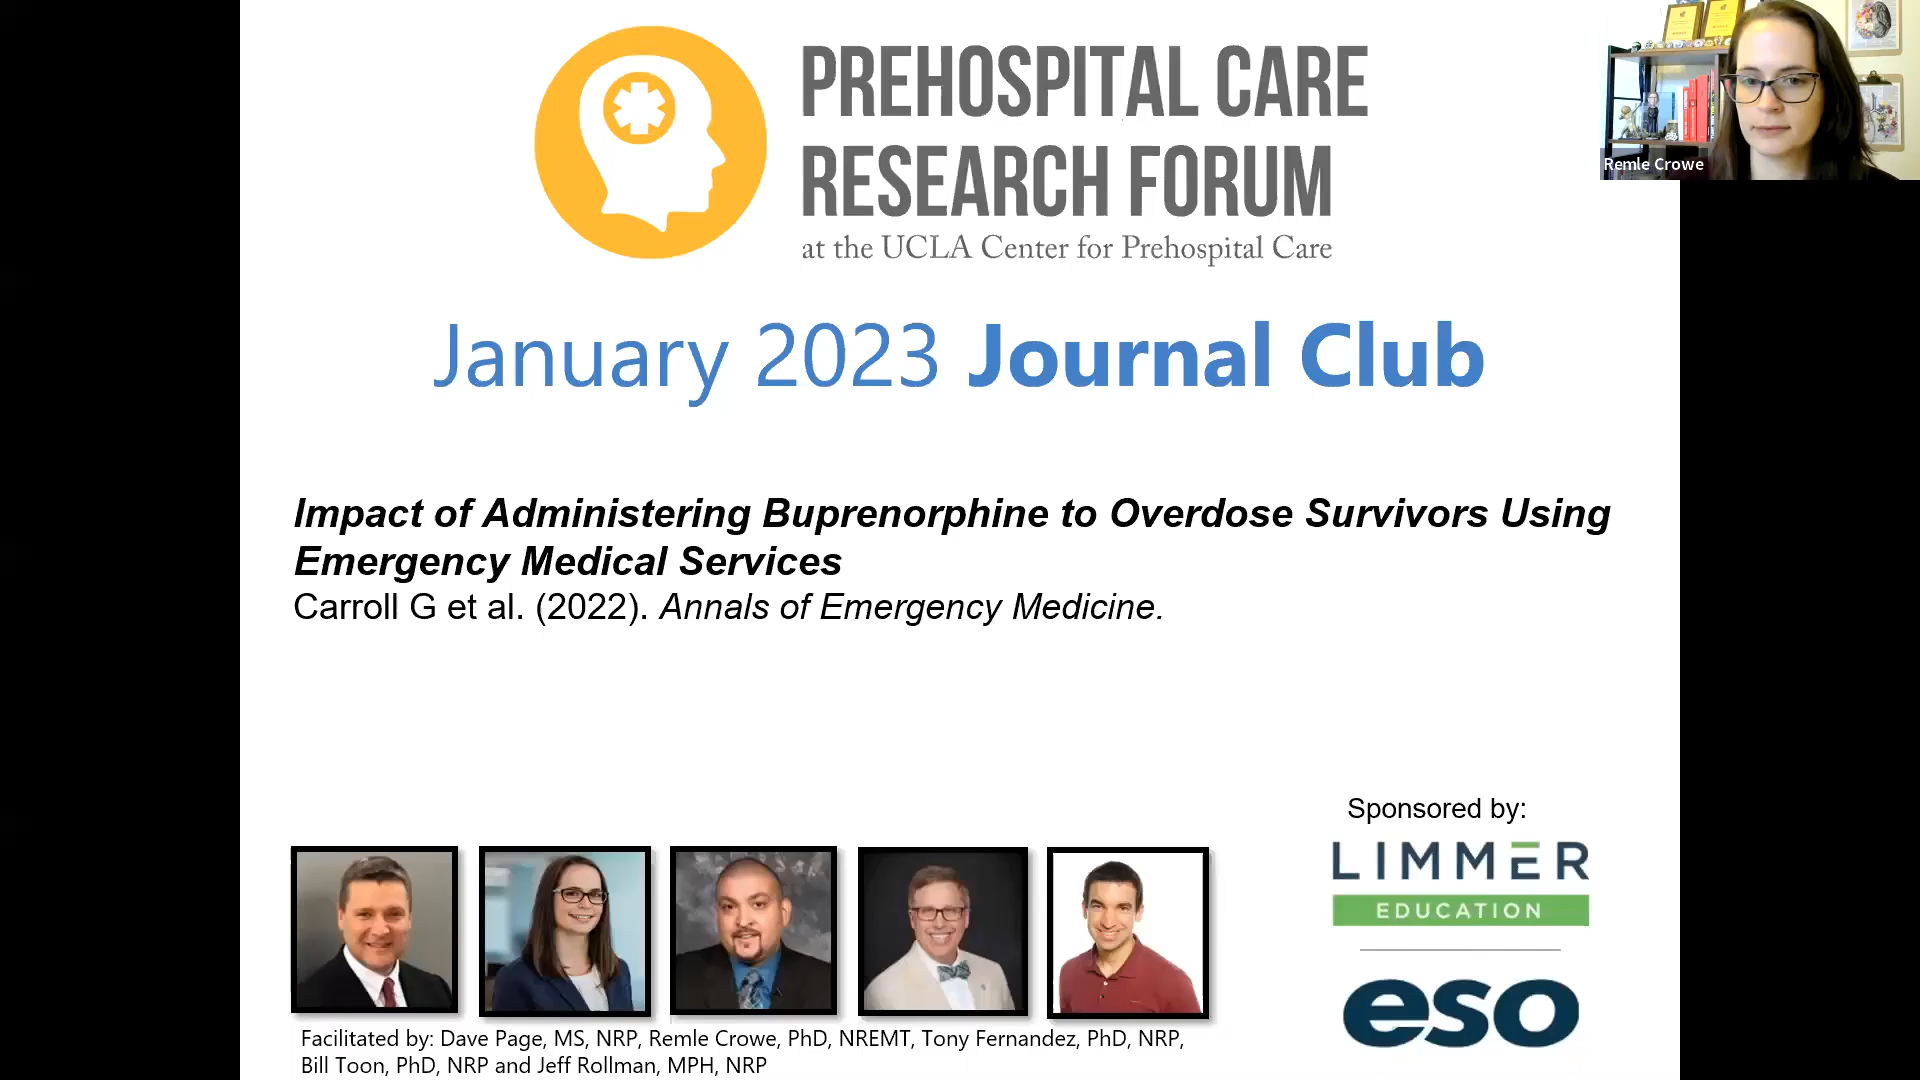 PREHOSPITAL CARE
RESEARCH FORUM
at the UCLA Center for Prehospital Care
Remle Crowe
January 2023 Journal Club
Impact of Administering Buprenorphine to Overdose Survivors Using
Emergency Medical Services
Carroll G et al. (2022). Annals of Emergency Medicine.
Sponsored by:
LIMMER
EDUCATION
eso
Facilitated by: Dave Page, MS, NRP, Remle Crowe, PhD, NREMT, Tony Fernandez, PhD, NRP,
Bill Toon, PhD, NRP and Jeff Rollman, MPH, NRP